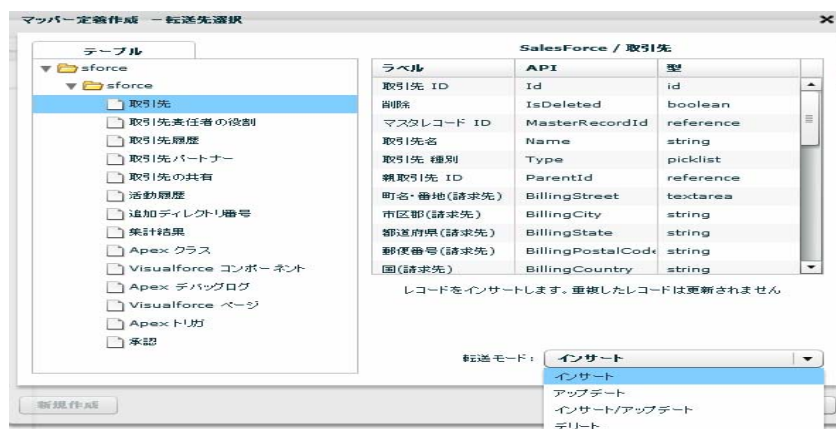 マッパー定義作成 －転送先選択
テーブル
sforce
sforce
取引先
取引先責任者の役割
取引先履歴
取引先パートナー
取引先の共有
活動履歴
追加ディレクトリ番号
集計結果
Apex クラス
Visualforce コンポーネント
Apex デバッグログ
Visualforce ページ
Apex トリガ
承認
SalesForce / 取引先
ラベル API 型
取引先 ID Id id
削除 IsDeleted boolean
マスタレコード ID MasterRecordId reference
取引先名 Name string
取引先 種別 Type picklist
親取引先 ID ParentId reference
町名・番地(請求先) BillingStreet textarea
市区郡(請求先) BillingCity string
都道府県(請求先) BillingState string
郵便番号(請求先) BillingPostalCode string
国(請求先) BillingCountry string
レコードをインサートします。重複したレコードは更新されません
転送モード： インサート
インサート
アップデート
インサート/アップデート
デリート
新規作成